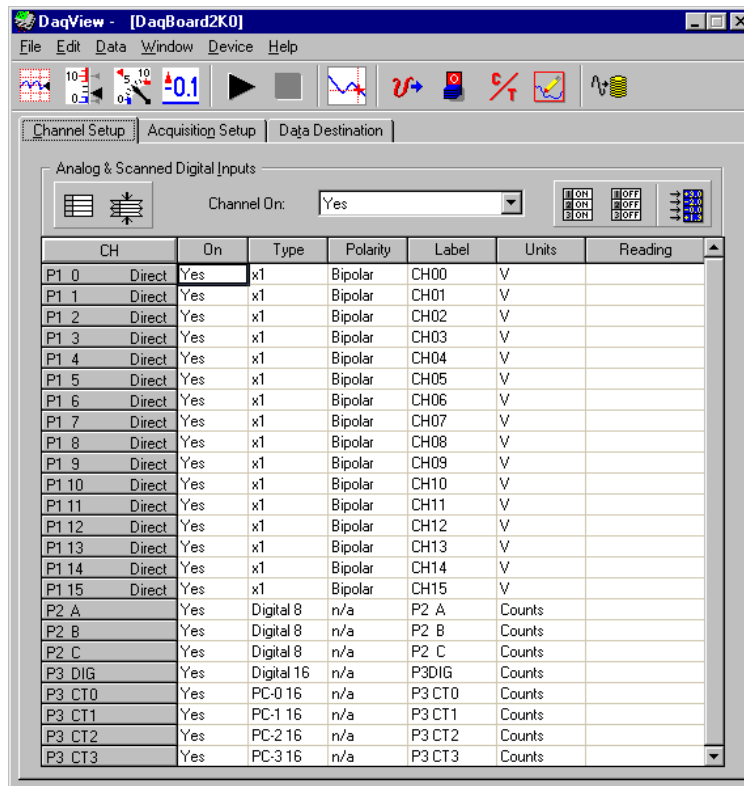 DaqView - [DaqBoard2K0]
File Edit Data Window Device Help
10 0 5 10 0 ±0.1 C/T
Channel Setup Acquisition Setup Data Destination
Analog & Scanned Digital Inputs
Channel On: Yes
1 ON 2 ON 3 ON 1 OFF 2 OFF 3 OFF
CH On Type Polarity Label Units Reading
P1 0 Direct Yes x1 Bipolar CH00 V
P1 1 Direct Yes x1 Bipolar CH01 V
P1 2 Direct Yes x1 Bipolar CH02 V
P1 3 Direct Yes x1 Bipolar CH03 V
P1 4 Direct Yes x1 Bipolar CH04 V
P1 5 Direct Yes x1 Bipolar CH05 V
P1 6 Direct Yes x1 Bipolar CH06 V
P1 7 Direct Yes x1 Bipolar CH07 V
P1 8 Direct Yes x1 Bipolar CH08 V
P1 9 Direct Yes x1 Bipolar CH09 V
P1 10 Direct Yes x1 Bipolar CH10 V
P1 11 Direct Yes x1 Bipolar CH11 V
P1 12 Direct Yes x1 Bipolar CH12 V
P1 13 Direct Yes x1 Bipolar CH13 V
P1 14 Direct Yes x1 Bipolar CH14 V
P1 15 Direct Yes x1 Bipolar CH15 V
P2 A Yes Digital 8 n/a P2 A Counts
P2 B Yes Digital 8 n/a P2 B Counts
P2 C Yes Digital 8 n/a P2 C Counts
P3 DIG Yes Digital 16 n/a P3DIG Counts
P3 CT0 Yes PC-0 16 n/a P3 CT0 Counts
P3 CT1 Yes PC-1 16 n/a P3 CT1 Counts
P3 CT2 Yes PC-2 16 n/a P3 CT2 Counts
P3 CT3 Yes PC-3 16 n/a P3 CT3 Counts